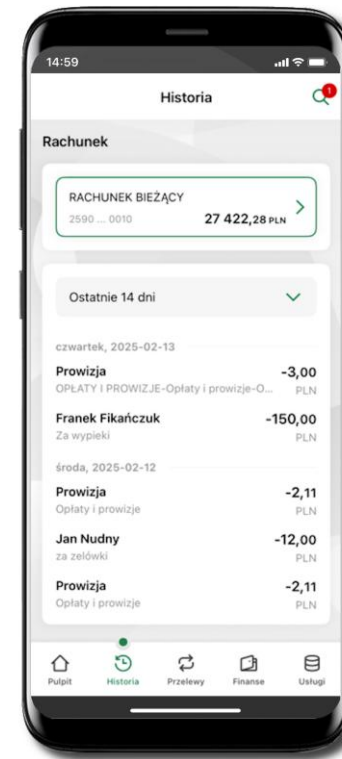 14:59
Historia
1
Rachunek
RACHUNEK BIEŻĄCY
2590 ... 0010 27 422,28 PLN
Ostatnie 14 dni
czwartek, 2025-02-13
Prowizja -3,00
OPŁATY I PROWIZJE-Opłaty i prowizje-O... PLN
Franek Fikańczuk -150,00
Za wypieki PLN
środa, 2025-02-12
Prowizja -2,11
Opłaty i prowizje PLN
Jan Nudny -12,00
za zelówki PLN
Prowizja -2,11
Opłaty i prowizje PLN
Pulpit Historia Przelewy Finanse Usługi